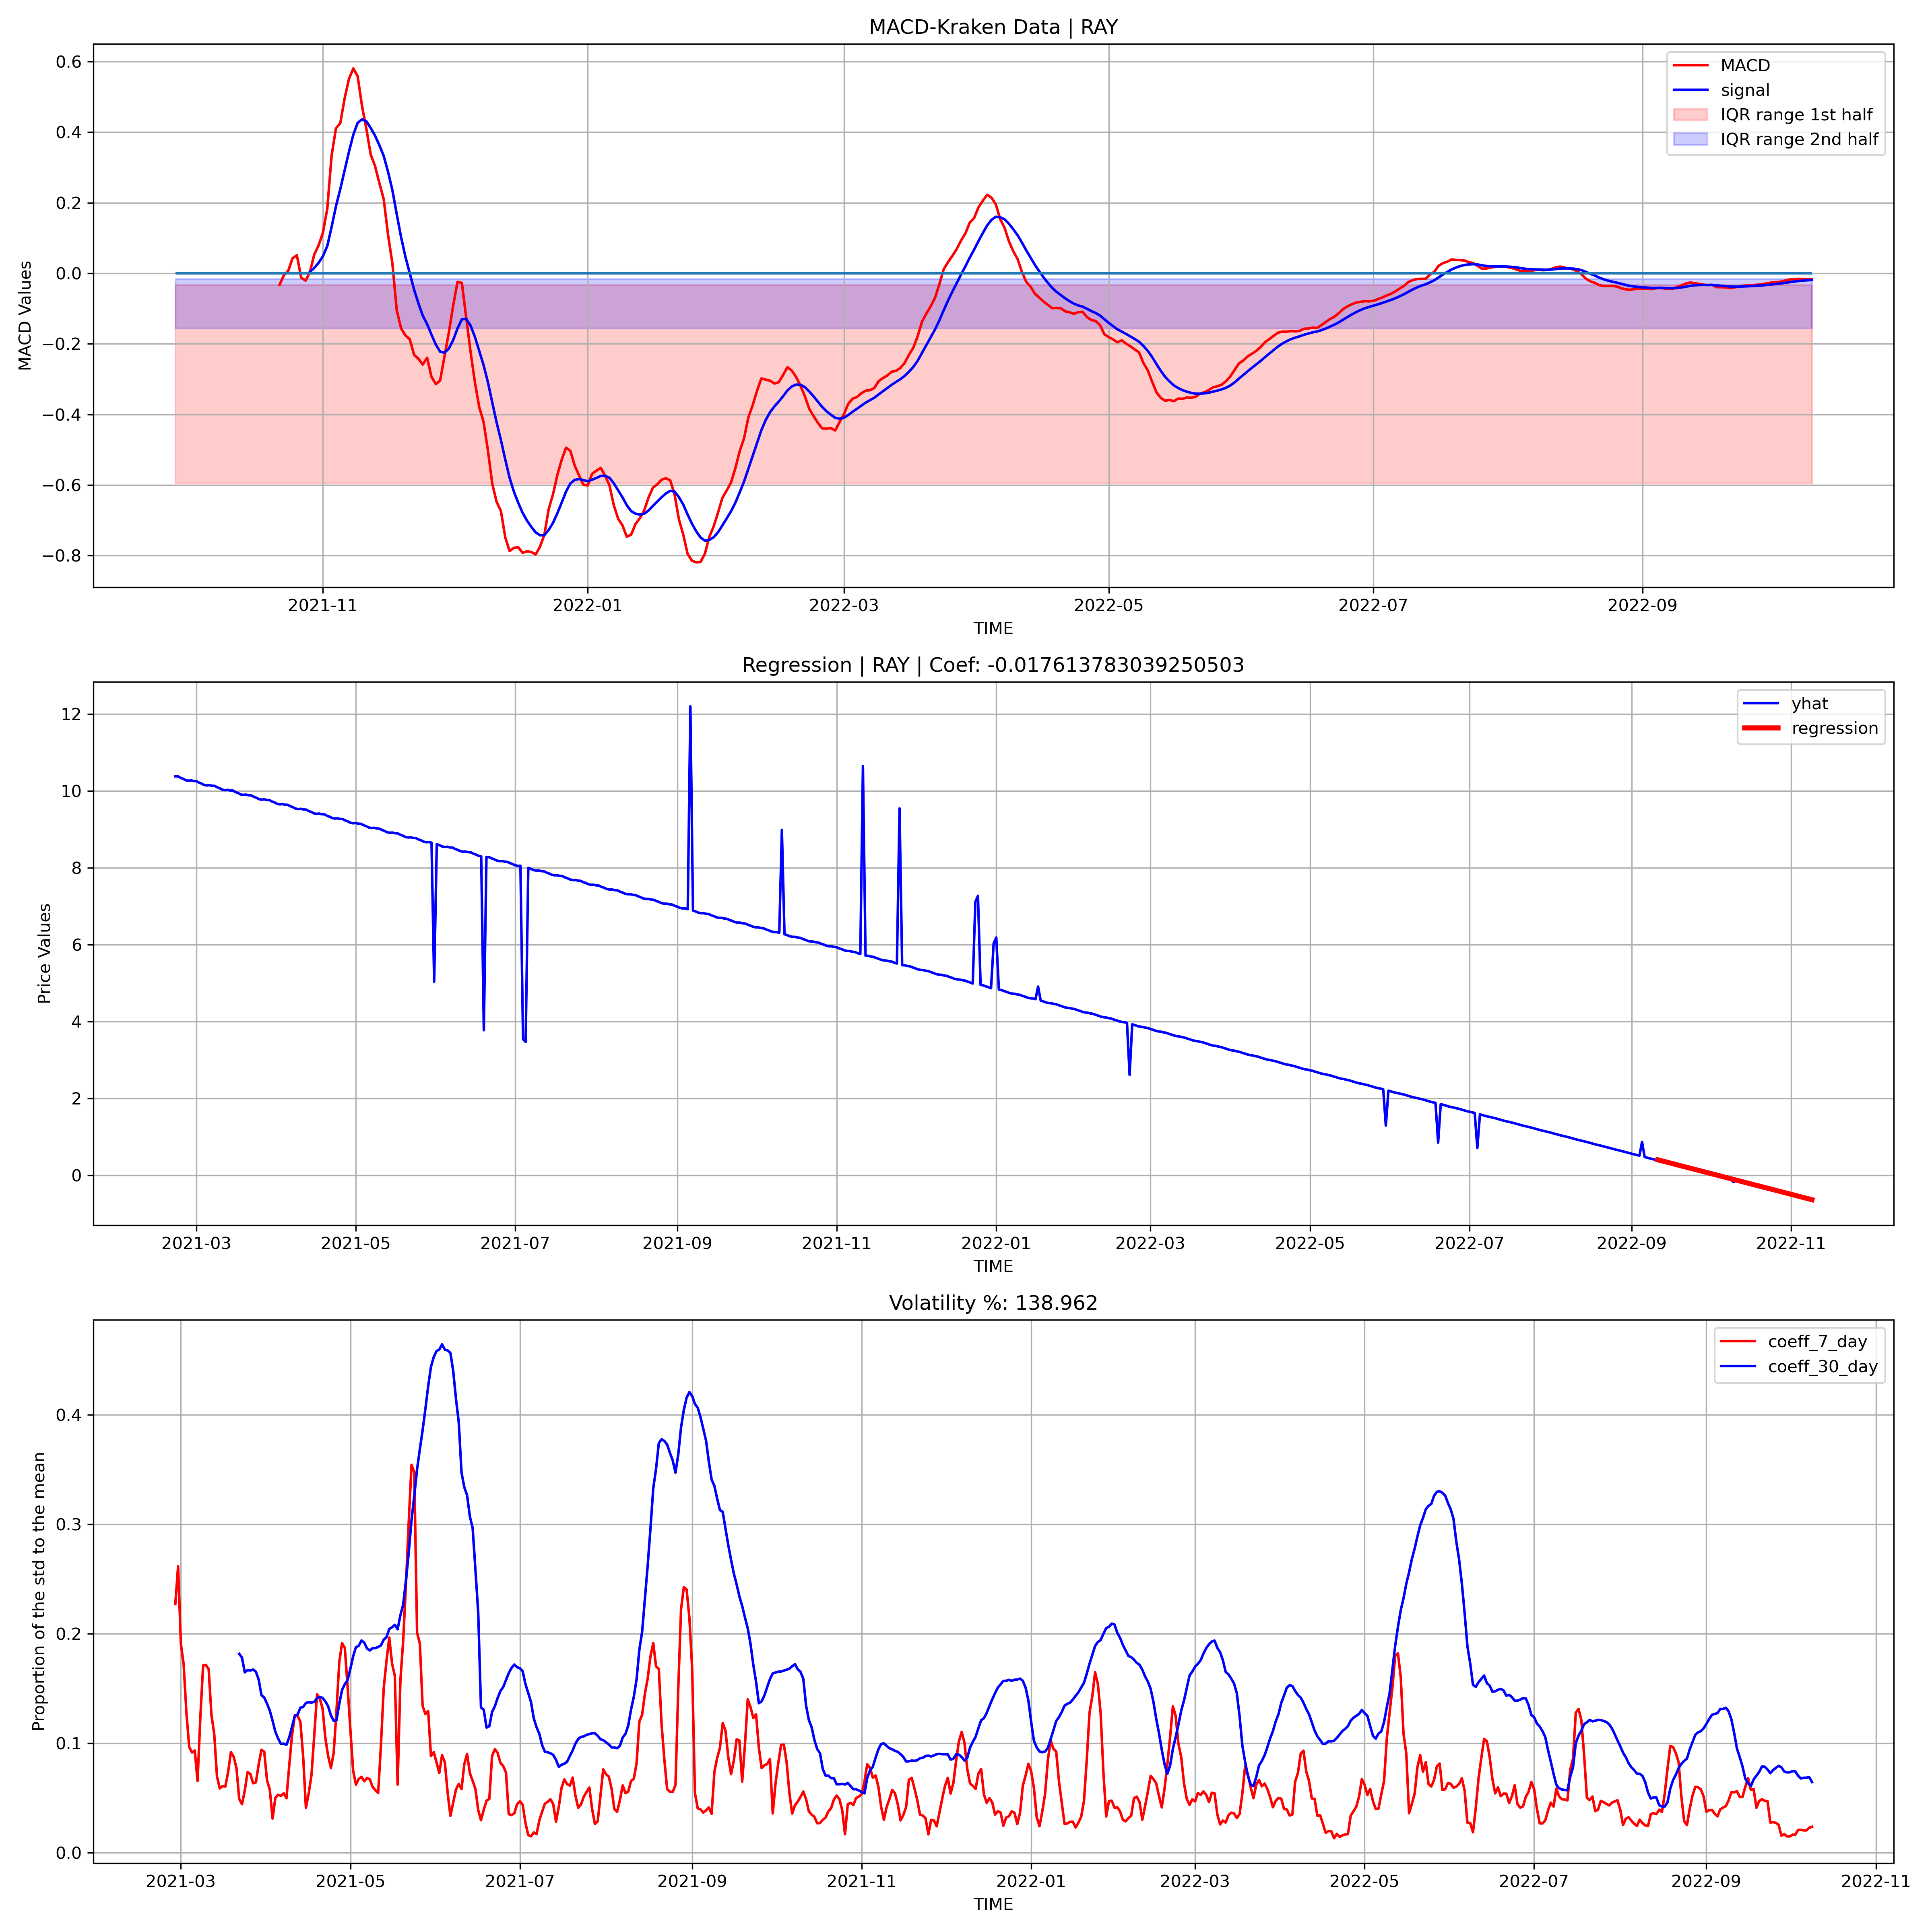 MACD-Kraken Data | RAY
MACD Values
0.6
0.4
0.2
0.0
−0.2
−0.4
−0.6
−0.8
MACD
signal
IQR range 1st half
IQR range 2nd half
2021-11
2022-01
2022-03
2022-05
2022-07
2022-09
TIME
Regression | RAY | Coef: -0.017613783039250503
Price Values
12
10
8
6
4
2
0
yhat
regression
2021-03
2021-05
2021-07
2021-09
2021-11
2022-01
2022-03
2022-05
2022-07
2022-09
2022-11
TIME
Volatility %: 138.962
Proportion of the std to the mean
0.4
0.3
0.2
0.1
0.0
coeff_7_day
coeff_30_day
2021-03
2021-05
2021-07
2021-09
2021-11
2022-01
2022-03
2022-05
2022-07
2022-09
2022-11
TIME